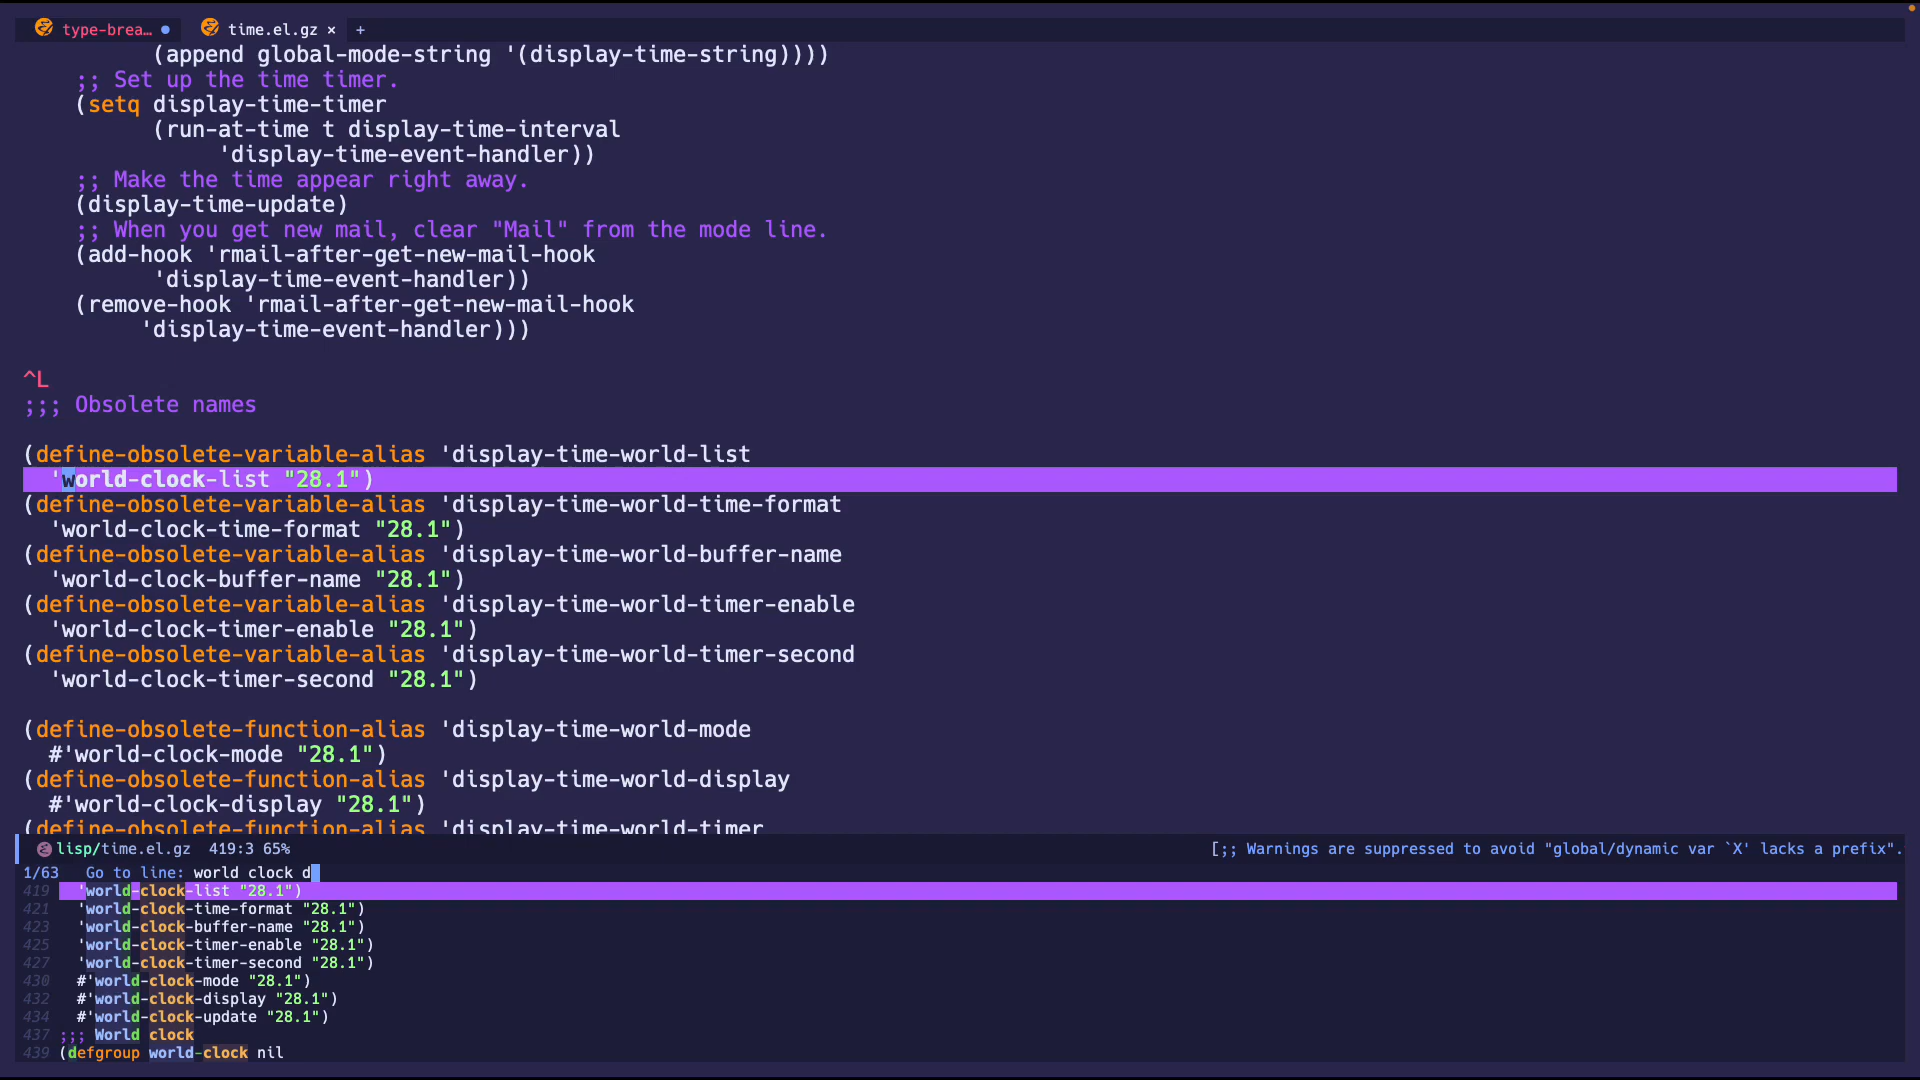 type-brea… ● time.el.gz × +
(append global-mode-string '(display-time-string))))
;; Set up the time timer.
(setq display-time-timer
(run-at-time t display-time-interval
'display-time-event-handler))
;; Make the time appear right away.
(display-time-update)
;; When you get new mail, clear "Mail" from the mode line.
(add-hook 'rmail-after-get-new-mail-hook
'display-time-event-handler))
(remove-hook 'rmail-after-get-new-mail-hook
'display-time-event-handler)))
^L
;;; Obsolete names
(define-obsolete-variable-alias 'display-time-world-list
'world-clock-list "28.1")
(define-obsolete-variable-alias 'display-time-world-time-format
'world-clock-time-format "28.1")
(define-obsolete-variable-alias 'display-time-world-buffer-name
'world-clock-buffer-name "28.1")
(define-obsolete-variable-alias 'display-time-world-timer-enable
'world-clock-timer-enable "28.1")
(define-obsolete-variable-alias 'display-time-world-timer-second
'world-clock-timer-second "28.1")
(define-obsolete-function-alias 'display-time-world-mode
#'world-clock-mode "28.1")
(define-obsolete-function-alias 'display-time-world-display
#'world-clock-display "28.1")
(define-obsolete-function-alias 'display-time-world-timer
lisp/time.el.gz 419:3 65% [;; Warnings are suppressed to avoid "global/dynamic var `X' lacks a prefix".
1/63 Go to line: world clock d
419 'world-clock-list "28.1")
421 'world-clock-time-format "28.1")
423 'world-clock-buffer-name "28.1")
425 'world-clock-timer-enable "28.1")
427 'world-clock-timer-second "28.1")
430 #'world-clock-mode "28.1")
432 #'world-clock-display "28.1")
434 #'world-clock-update "28.1")
437 ;;; World clock
439 (defgroup world-clock nil